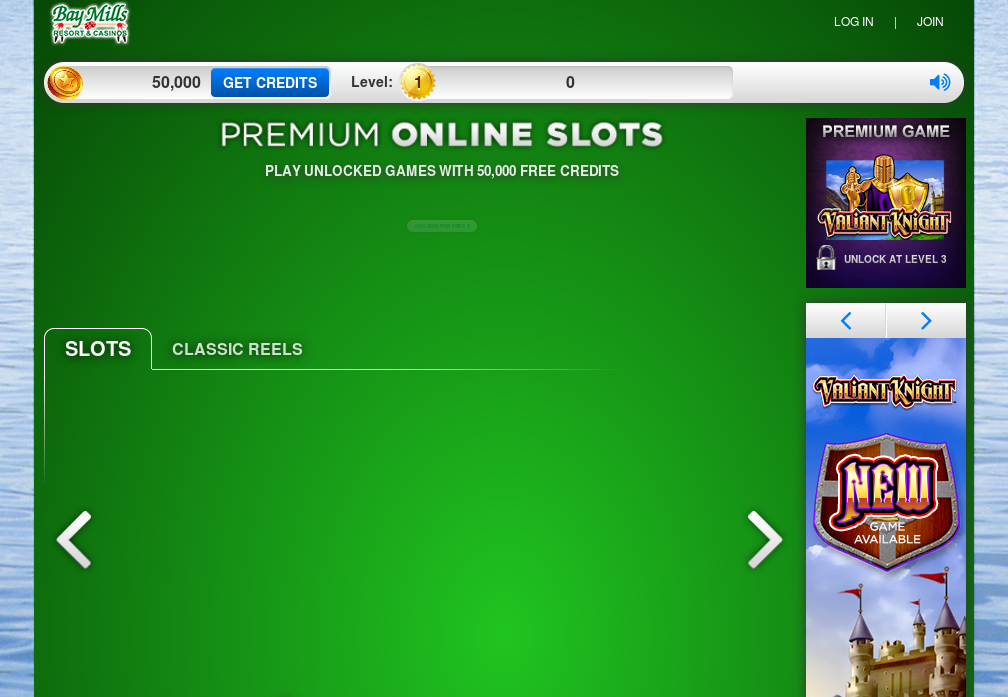 Bay Mills
RESORT & CASINOS
LOG IN | JOIN
50,000
GET CREDITS
Level:
1
0
PREMIUM ONLINE SLOTS
PLAY UNLOCKED GAMES WITH 50,000 FREE CREDITS
PREMIUM GAME
VALIANT KNIGHT
UNLOCK AT LEVEL 3
SLOTS
CLASSIC REELS
VALIANT KNIGHT
NEW
GAME
AVAILABLE